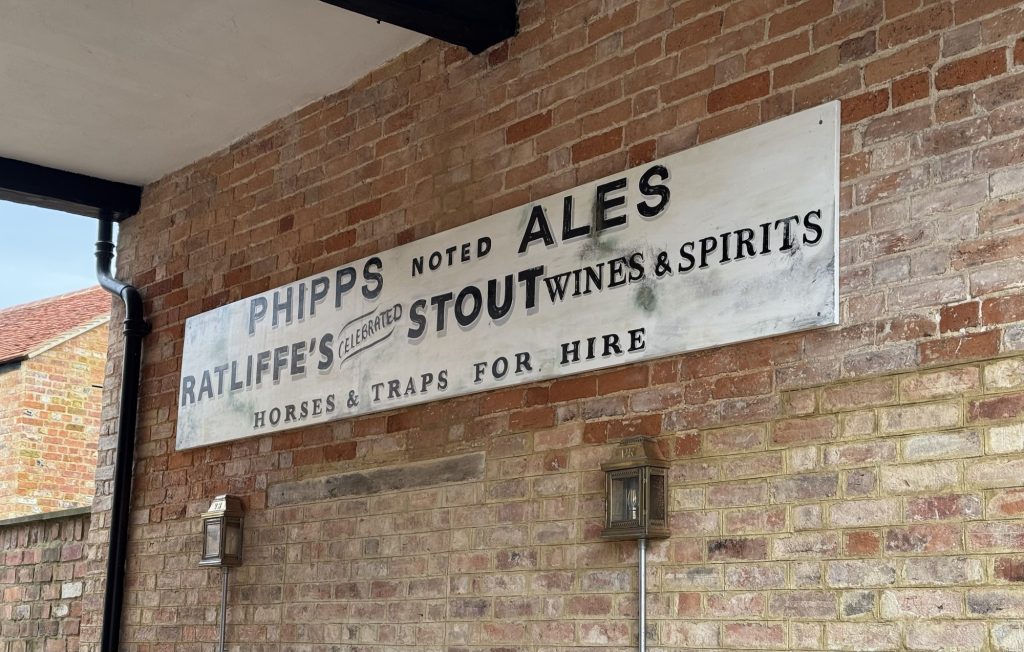 PHIPPS NOTED ALES
RATLIFFE'S CELEBRATED STOUT WINES & SPIRITS
HORSES & TRAPS FOR HIRE